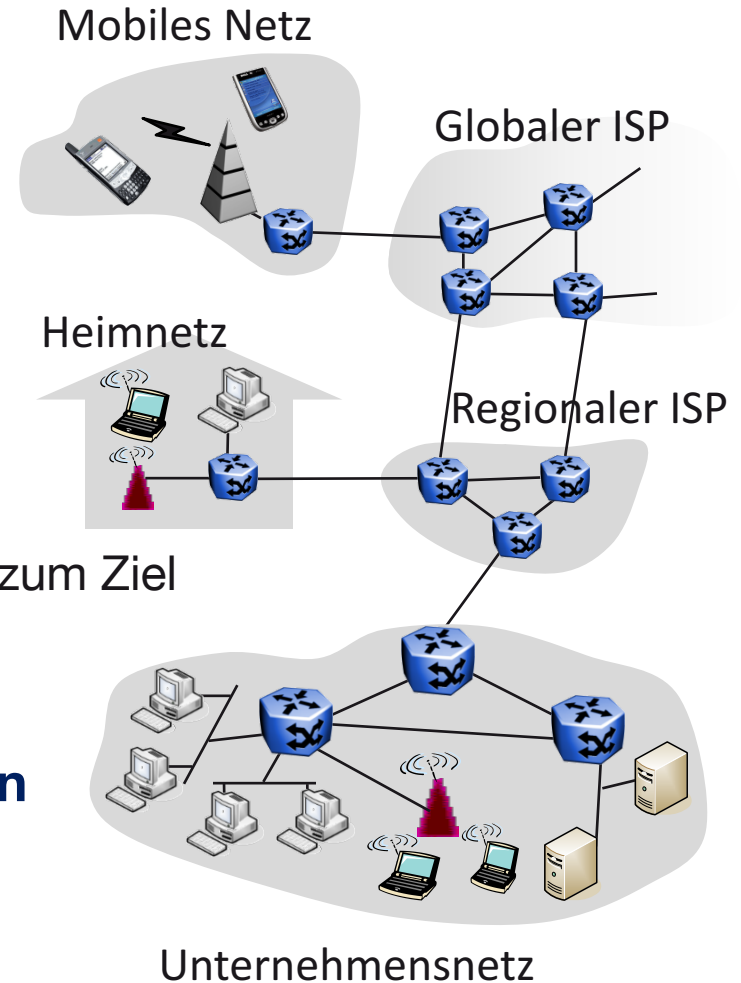 Mobiles Netz
Globaler ISP
Heimnetz
Regionaler ISP
zum Ziel
n
Unternehmensnetz